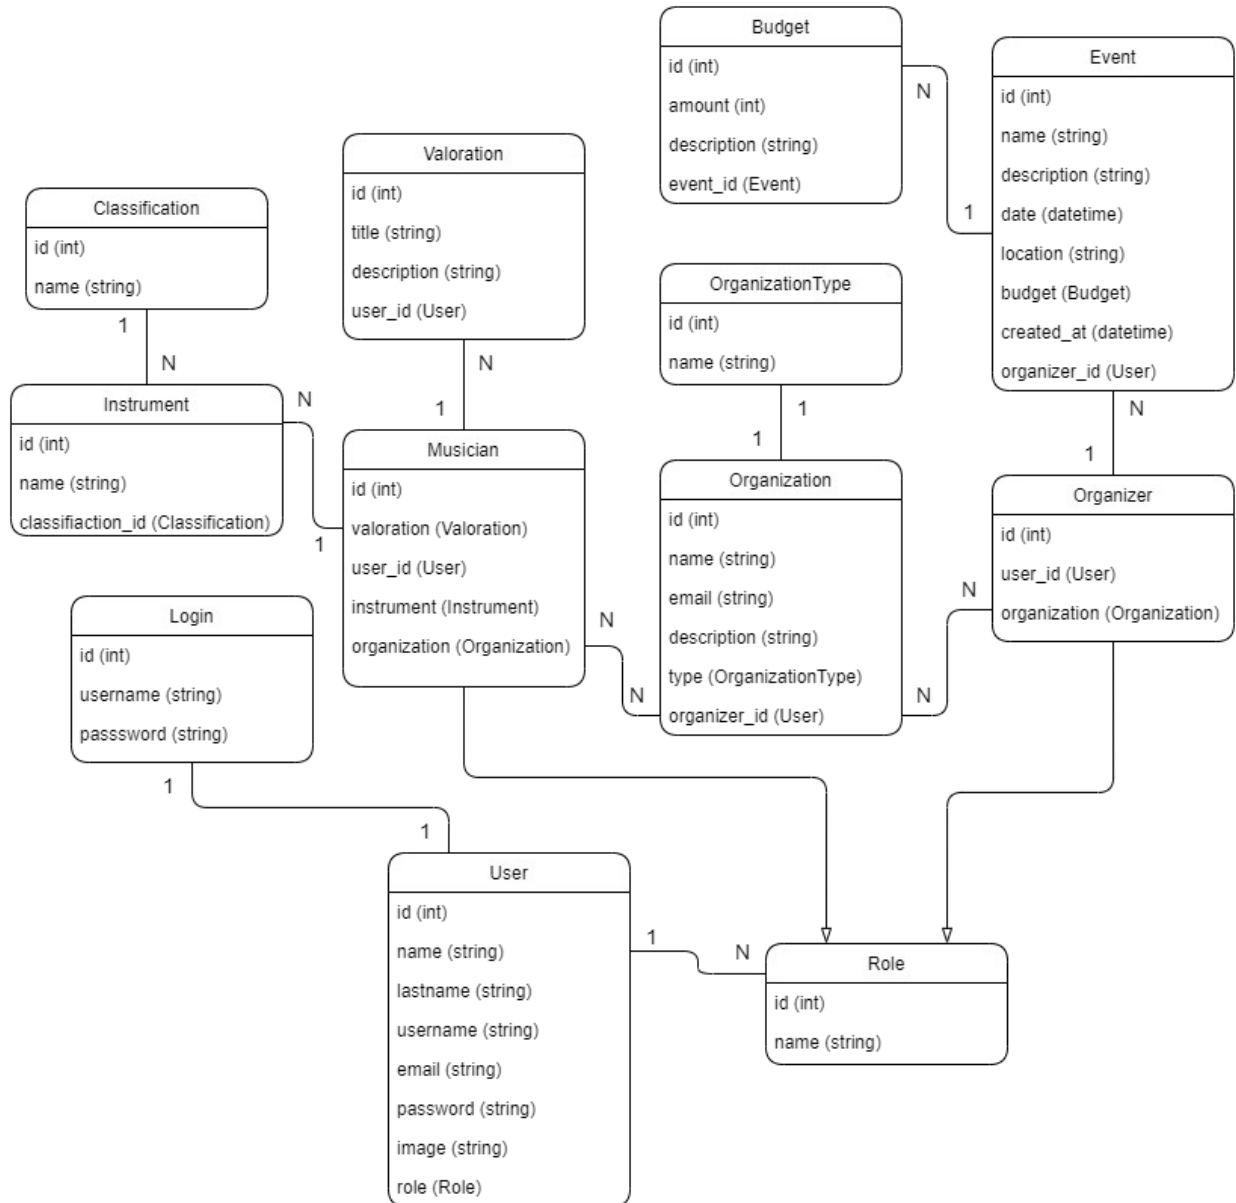 Budget
id (int)
amount (int)
description (string)
event_id (Event)
N
1
Event
id (int)
name (string)
description (string)
date (datetime)
location (string)
budget (Budget)
created_at (datetime)
organizer_id (User)
N
1
Valoration
id (int)
title (string)
description (string)
user_id (User)
N
1
Classification
id (int)
name (string)
1
N
OrganizationType
id (int)
name (string)
1
1
Instrument
id (int)
name (string)
classifiaction_id (Classification)
N
1
Musician
id (int)
valoration (Valoration)
user_id (User)
instrument (Instrument)
organization (Organization)
N
N
Organization
id (int)
name (string)
email (string)
description (string)
type (OrganizationType)
organizer_id (User)
N
N
Organizer
id (int)
user_id (User)
organization (Organization)
Login
id (int)
username (string)
passsword (string)
1
1
User
id (int)
name (string)
lastname (string)
username (string)
email (string)
password (string)
image (string)
role (Role)
1
N
Role
id (int)
name (string)